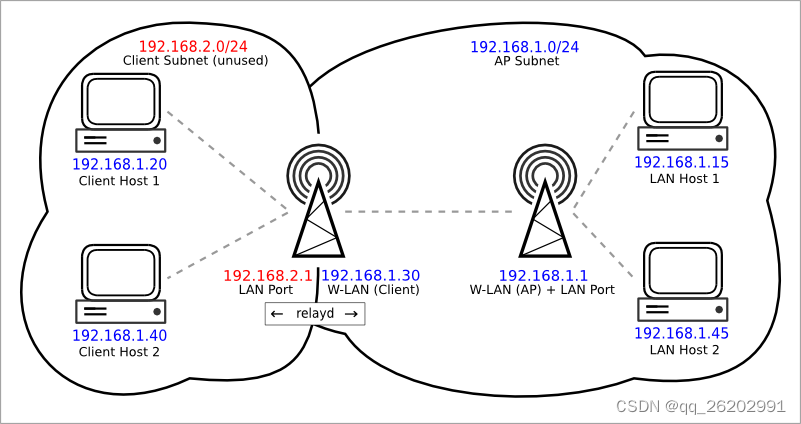 192.168.2.0/24
Client Subnet (unused)
192.168.1.0/24
AP Subnet
192.168.1.20
Client Host 1
192.168.1.15
LAN Host 1
192.168.2.1
LAN Port
192.168.1.30
W-LAN (Client)
192.168.1.1
W-LAN (AP) + LAN Port
← relayd →
192.168.1.40
Client Host 2
192.168.1.45
LAN Host 2
CSDN @qq_26202991